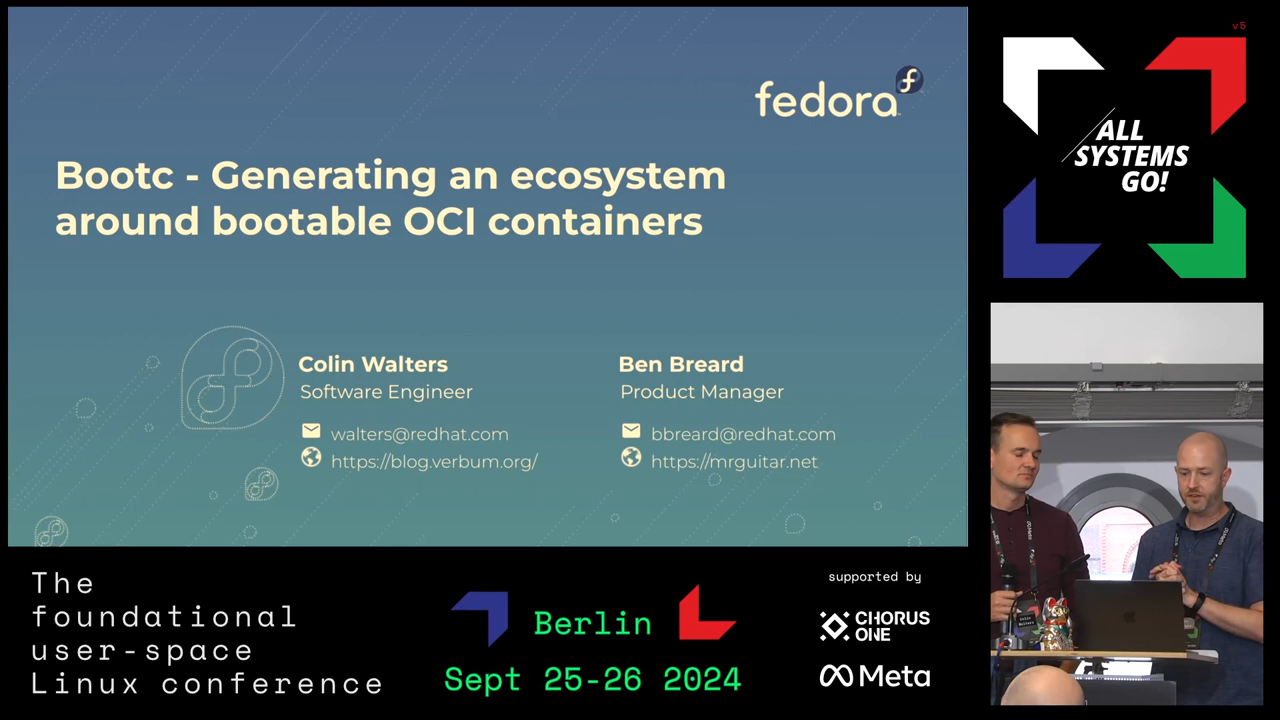 fedora
Bootc - Generating an ecosystem
around bootable OCI containers
Colin Walters
Software Engineer
walters@redhat.com
https://blog.verbum.org/
Ben Breard
Product Manager
bbreard@redhat.com
https://mrguitar.net
v5
ALL
SYSTEMS
GO!
The
foundational
user-space
Linux conference
Berlin
Sept 25-26 2024
supported by
CHORUS
ONE
Meta